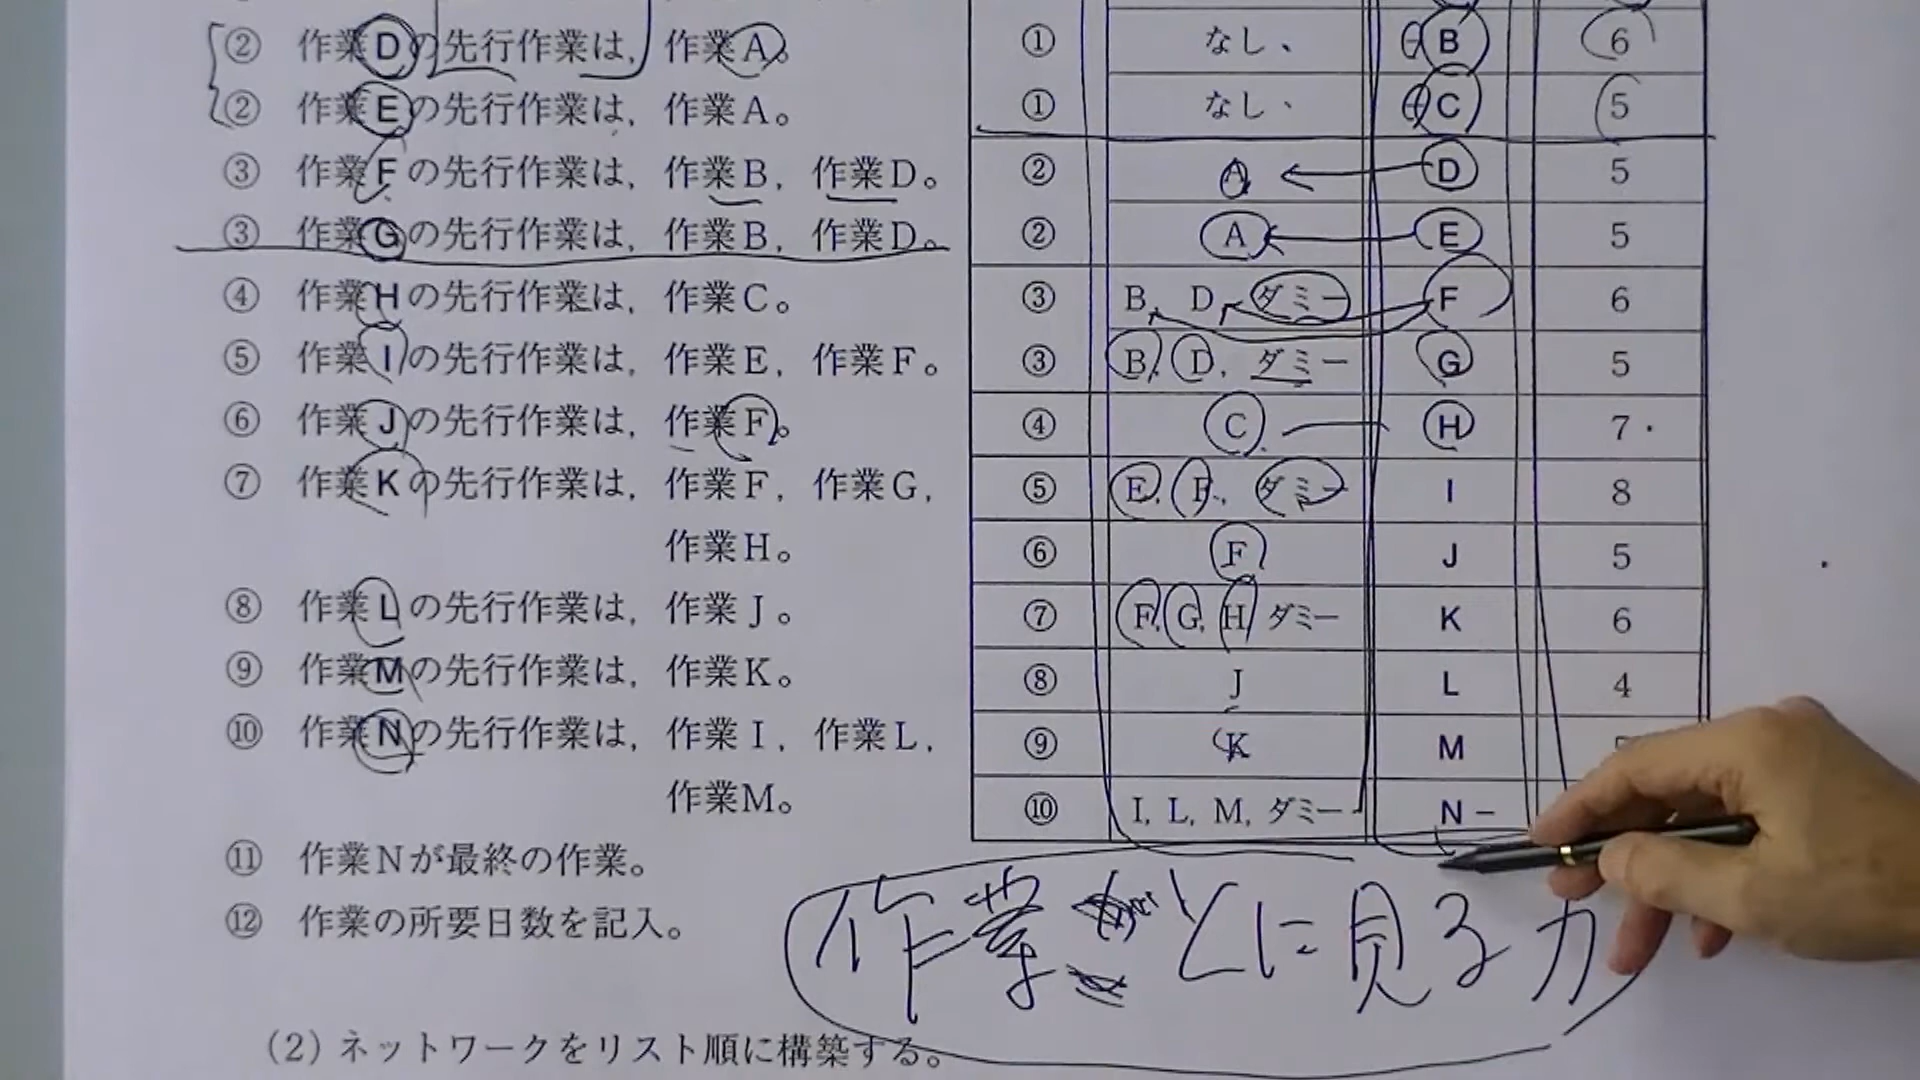 ② 作業Dの先行作業は，作業A。
② 作業Eの先行作業は，作業A。
③ 作業Fの先行作業は，作業B，作業D。
③ 作業Gの先行作業は，作業B，作業D。
④ 作業Hの先行作業は，作業C。
⑤ 作業Iの先行作業は，作業E，作業F。
⑥ 作業Jの先行作業は，作業F。
⑦ 作業Kの先行作業は，作業F，作業G，
作業H。
⑧ 作業Lの先行作業は，作業J。
⑨ 作業Mの先行作業は，作業K。
⑩ 作業Nの先行作業は，作業I，作業L，
作業M。
⑪ 作業Nが最終の作業。
⑫ 作業の所要日数を記入。
① なし、 B 6
① なし、 C 5
② A D 5
② A E 5
③ B, D, ダミー F 6
③ B, D, ダミー G 5
④ C H 7
⑤ E, F, ダミー I 8
⑥ F J 5
⑦ F, G, H, ダミー K 6
⑧ J L 4
⑨ K M
⑩ I, L, M, ダミー N
作業ごとに見る力
(2) ネットワークをリスト順に構築する。